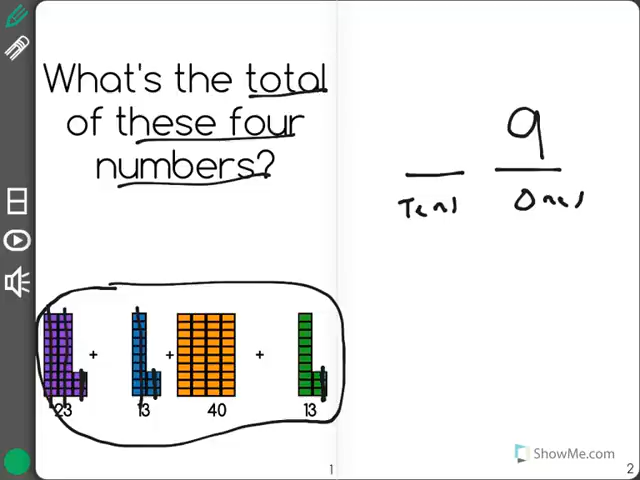 What's the total
of these four
numbers?
9
Tens Ones
+ + +
23 13 40 13
1
ShowMe.com
2